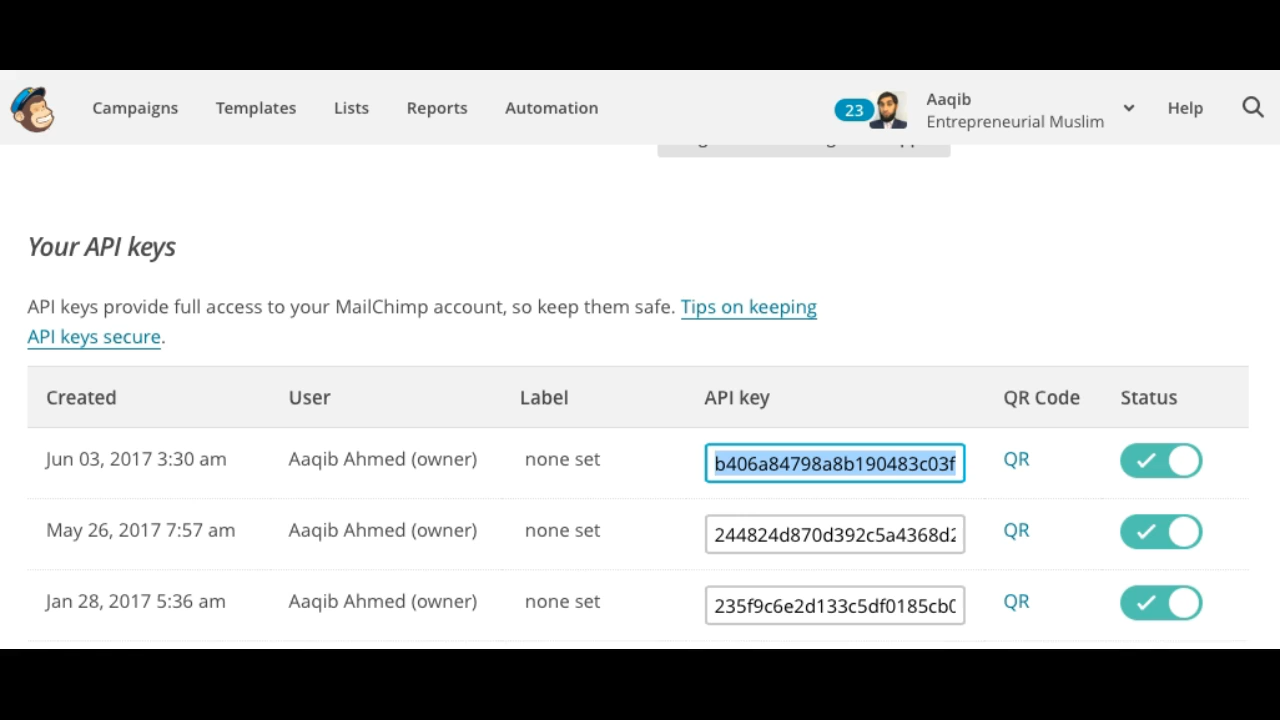 Campaigns Templates Lists Reports Automation 23 Aaqib Help
Entrepreneurial Muslim
Your API keys
API keys provide full access to your MailChimp account, so keep them safe. Tips on keeping
API keys secure.
Created User Label API key QR Code Status
Jun 03, 2017 3:30 am Aaqib Ahmed (owner) none set b406a84798a8b190483c03f QR
May 26, 2017 7:57 am Aaqib Ahmed (owner) none set 244824d870d392c5a4368d2 QR
Jan 28, 2017 5:36 am Aaqib Ahmed (owner) none set 235f9c6e2d133c5df0185cb0 QR